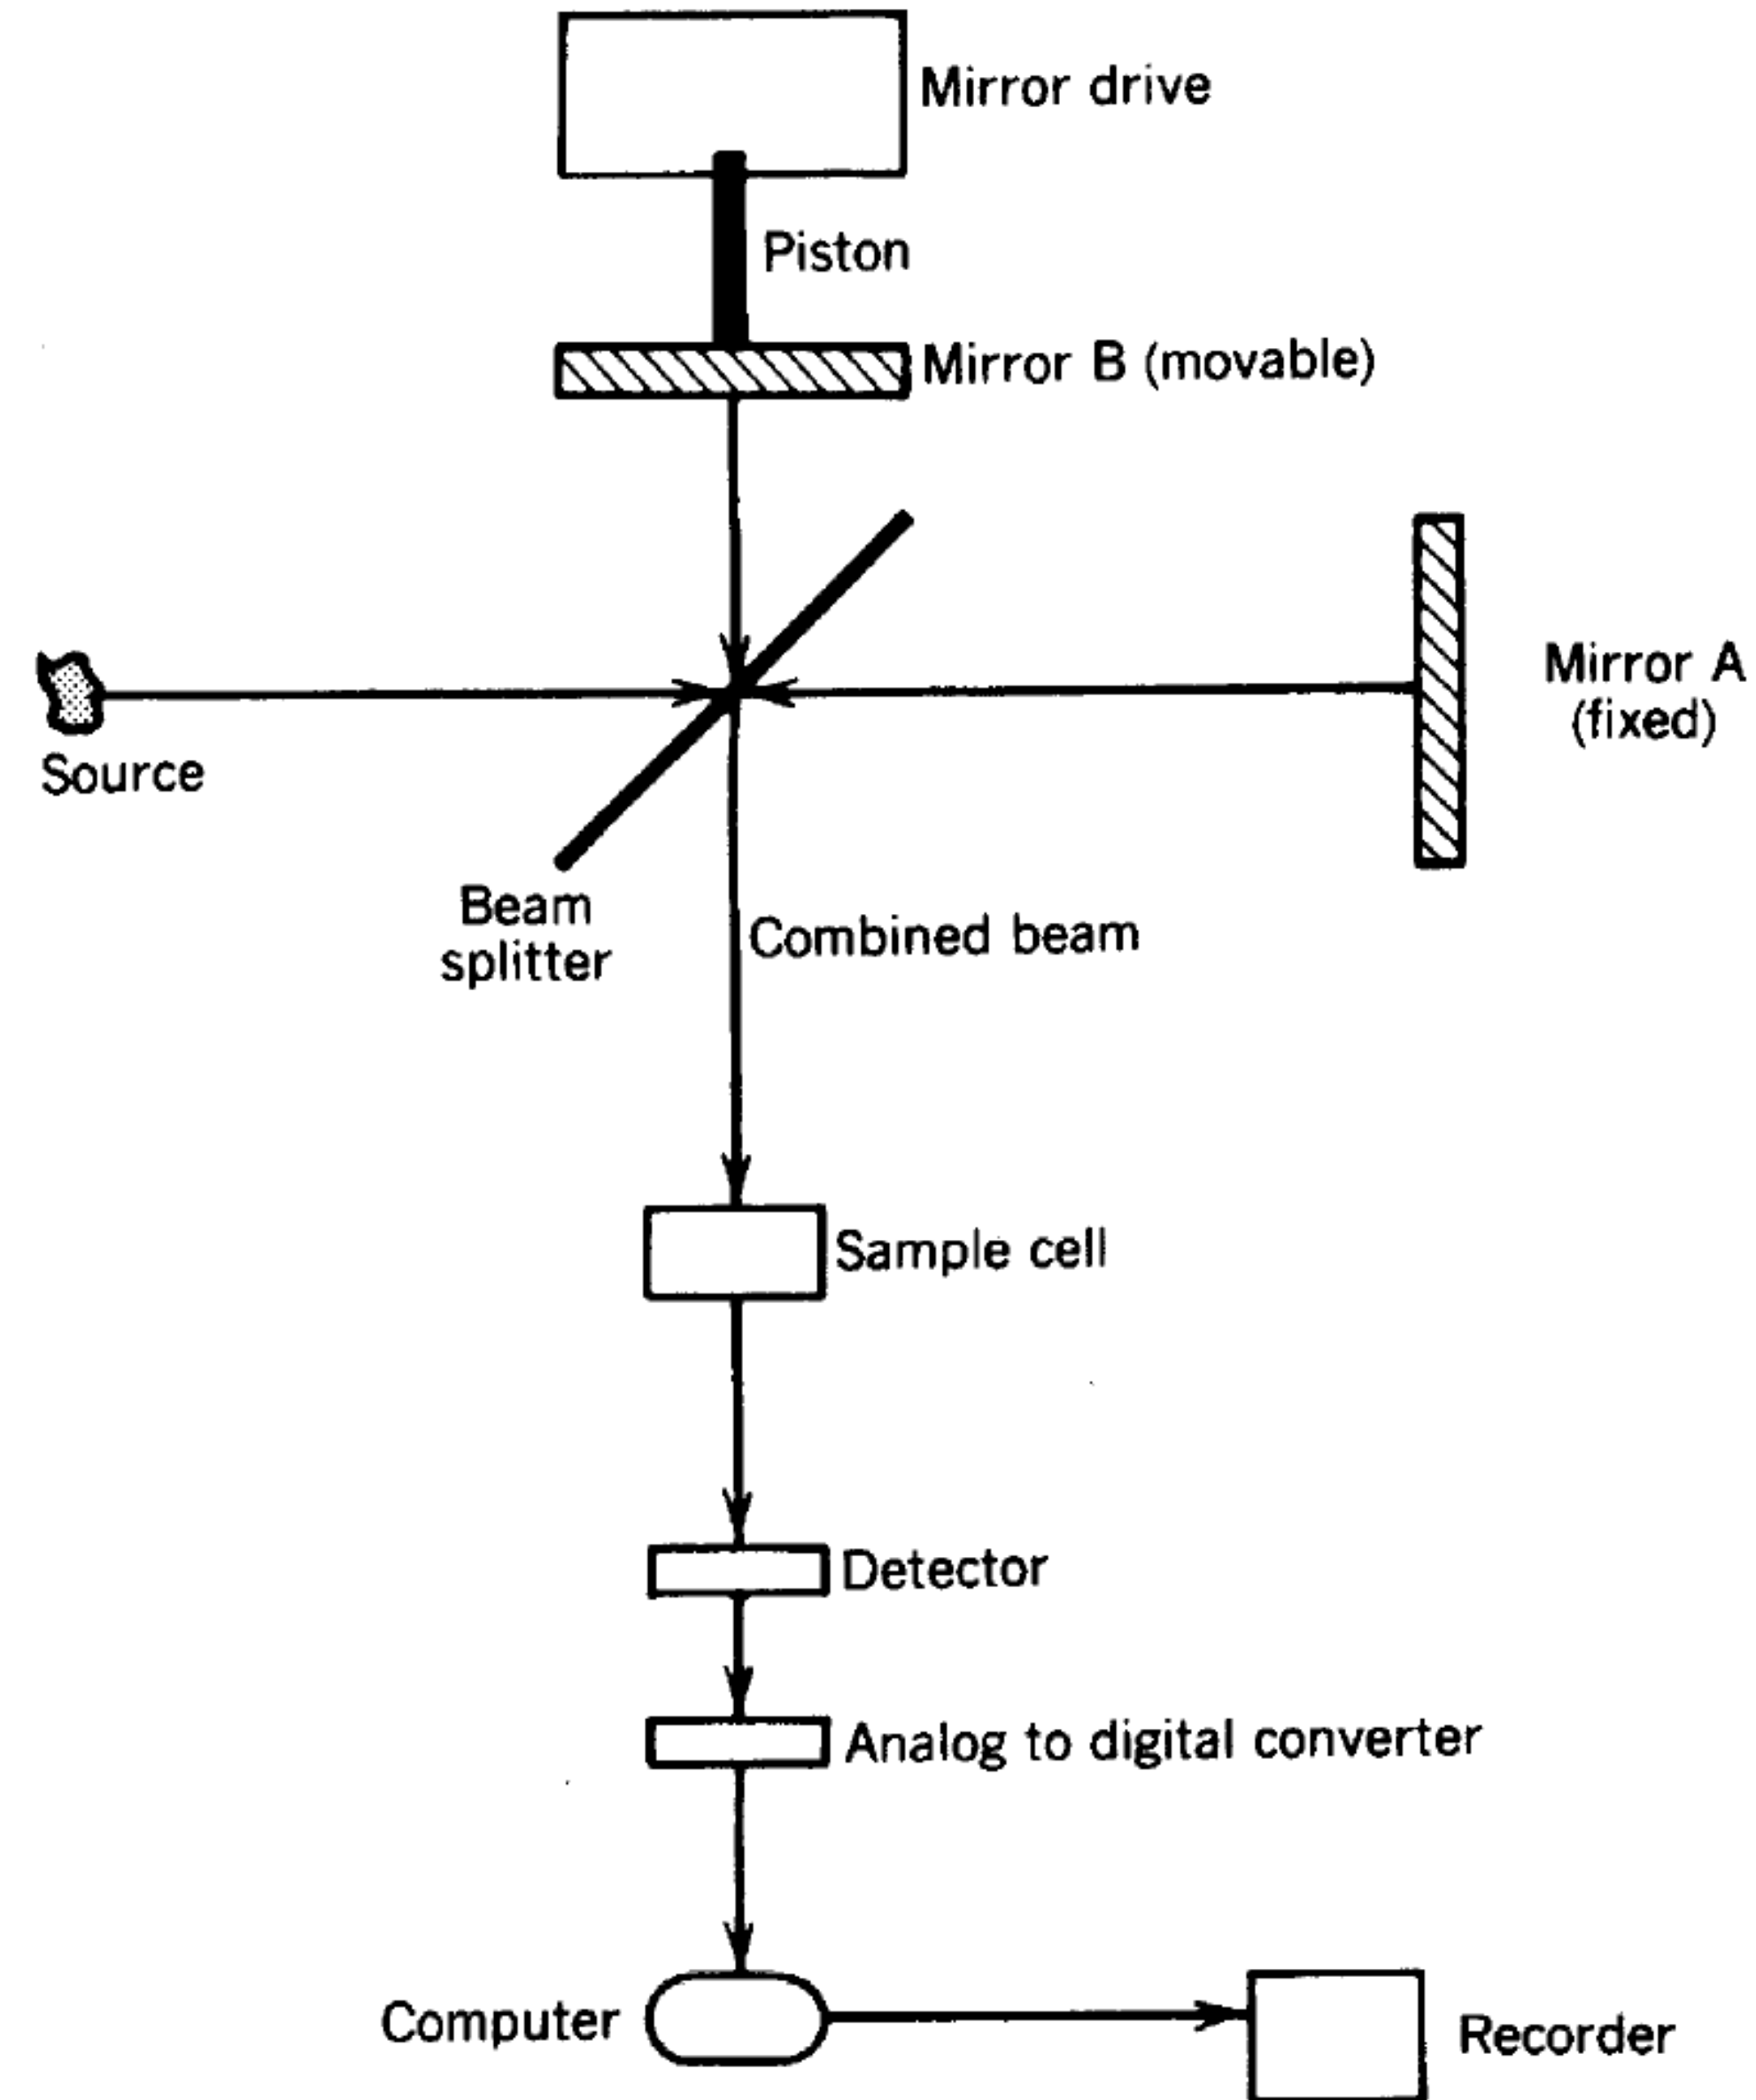 Mirror drive
Piston
Mirror B (movable)
Mirror A
(fixed)
Source
Beam
splitter
Combined beam
Sample cell
Detector
Analog to digital converter
Computer
Recorder